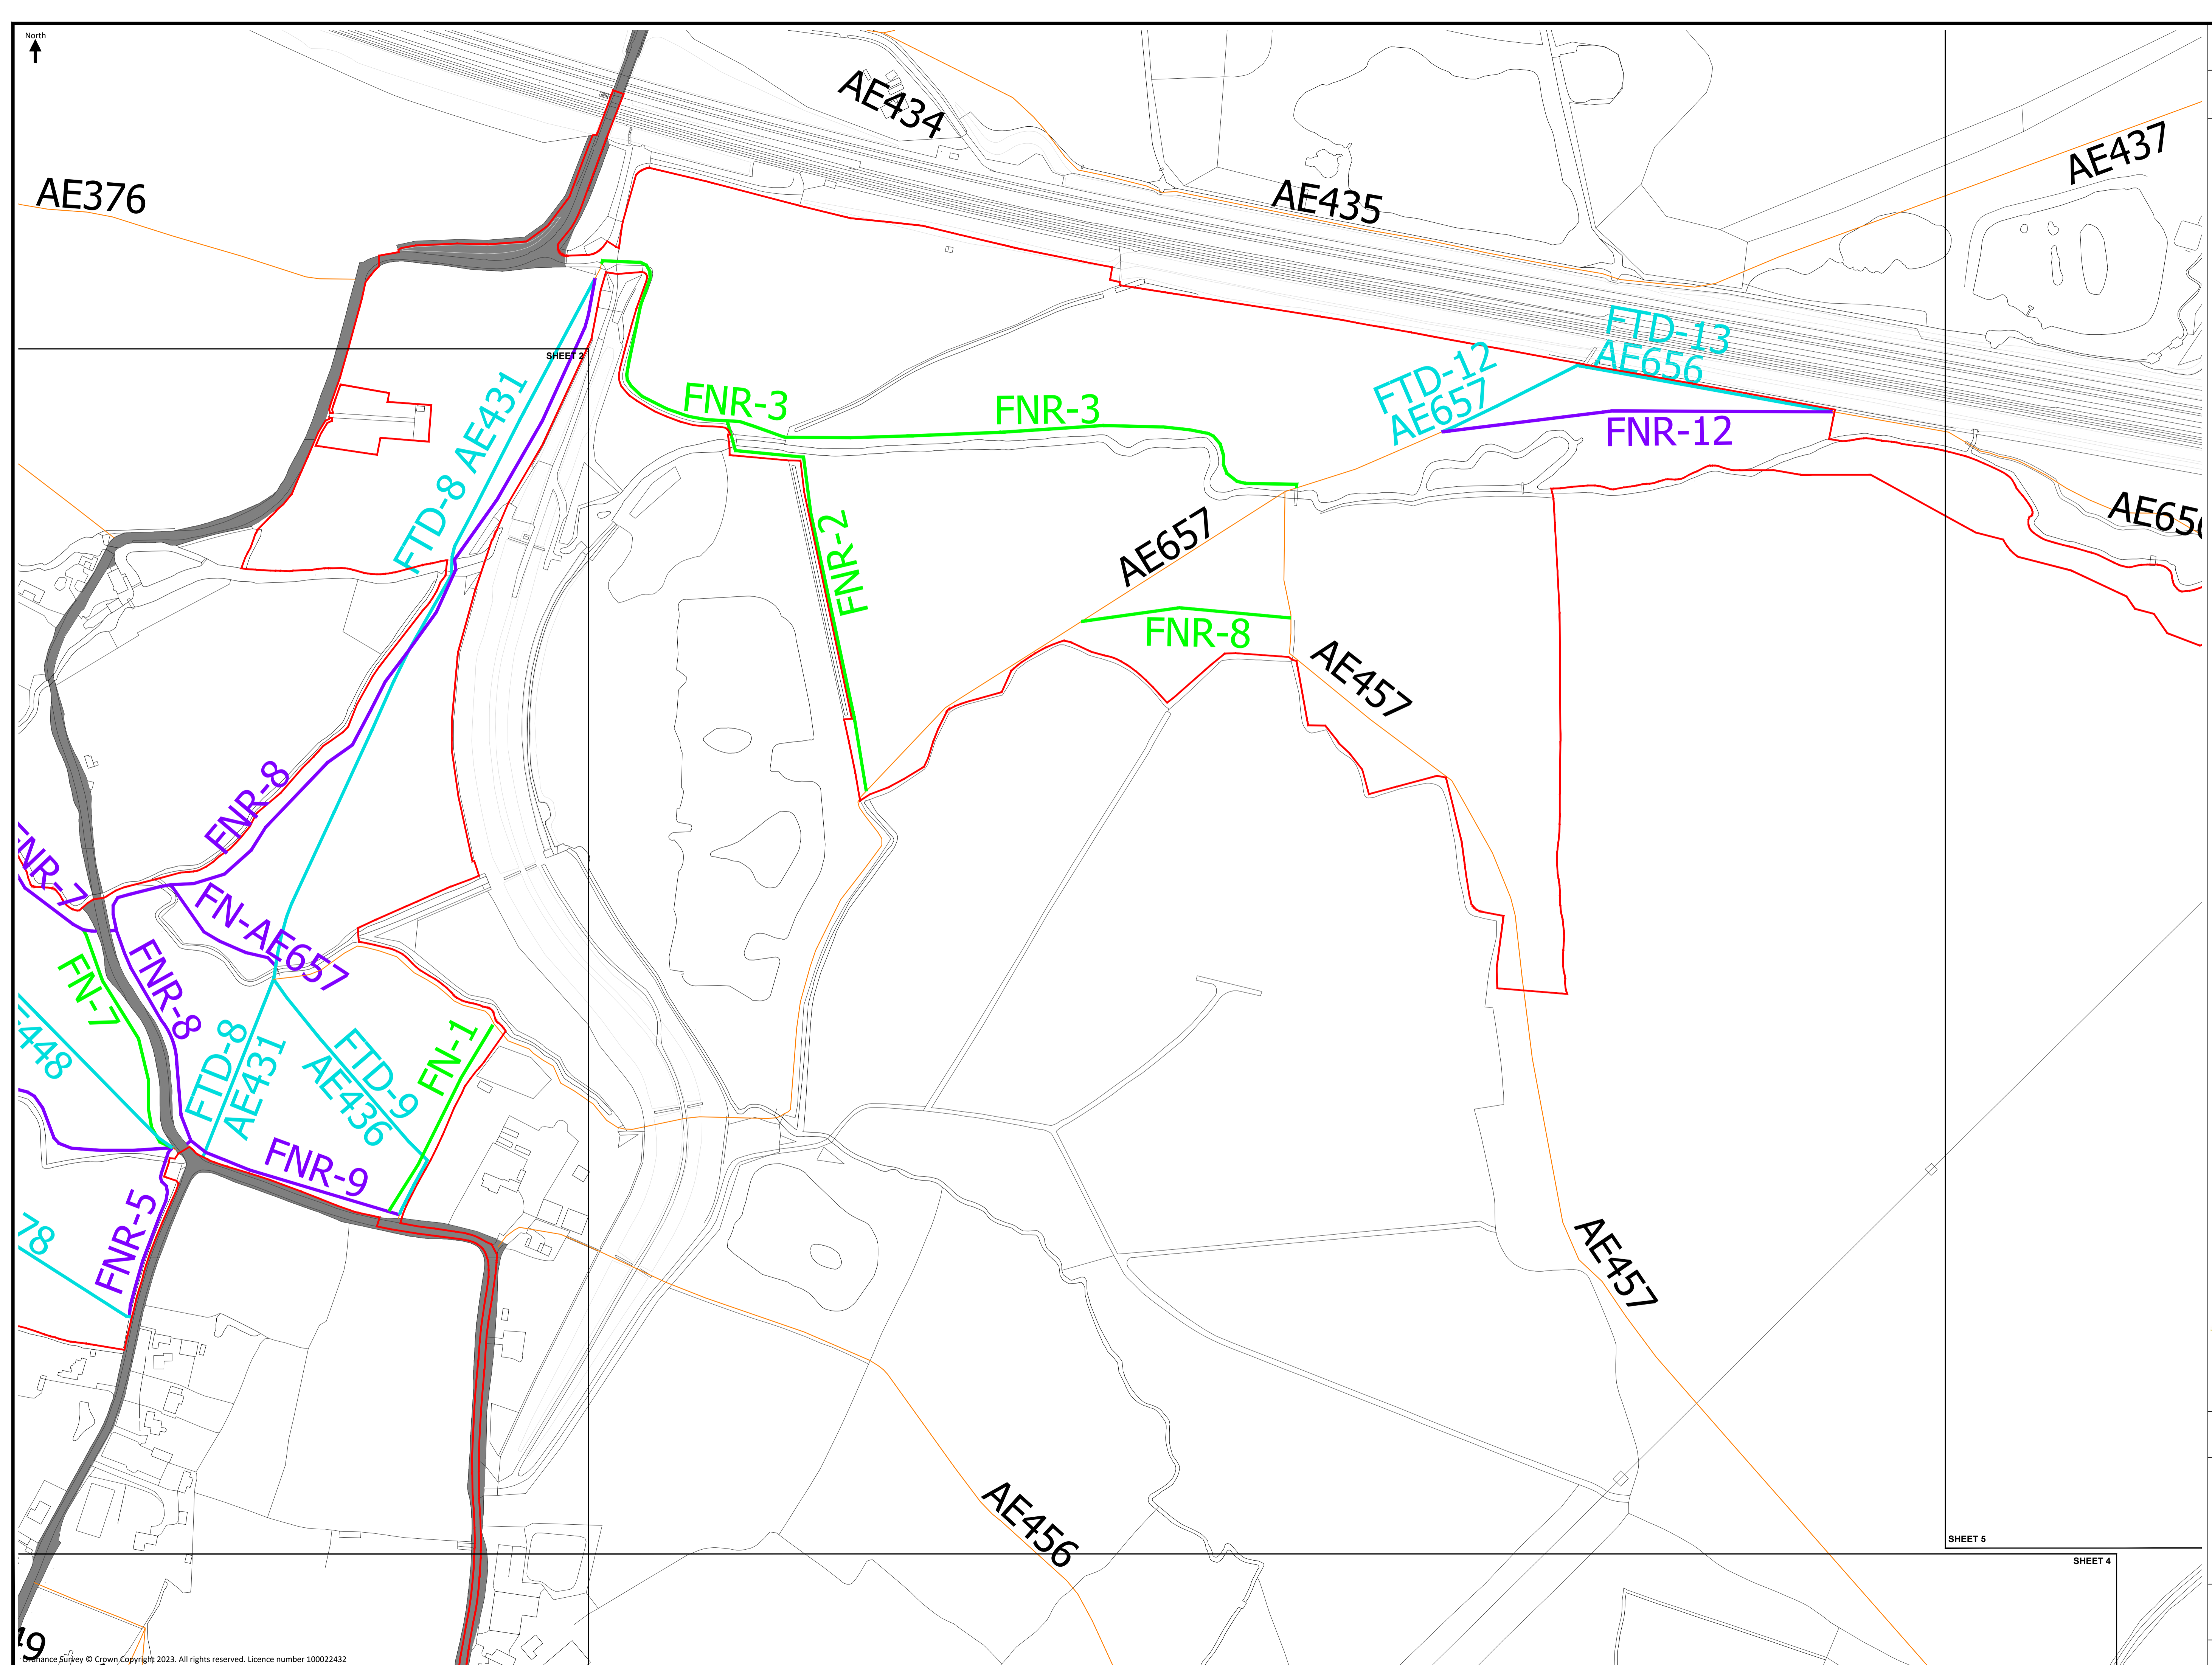 North
AE434
AE376
AE435
AE437
SHEET 2
FTD-13
AE656
FTD-12
AE657
FNR-12
FNR-3
FNR-3
FTD-8 AE431
FNR-2
AE657
FNR-8
AE457
FNR-8
FN-AE657
FNR-8
FN-7
FTD-8
AE431
FTD-9
AE436
FN-1
FNR-9
FNR-5
AE457
AE456
SHEET 5
SHEET 4
Ordnance Survey © Crown Copyright 2023. All rights reserved. Licence number 100022432